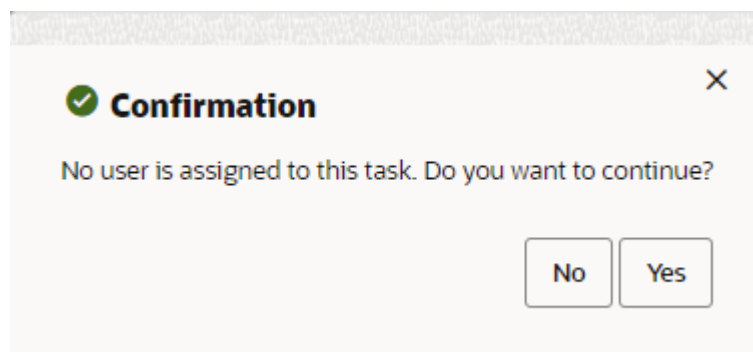 Confirmation
No user is assigned to this task. Do you want to continue?
No Yes